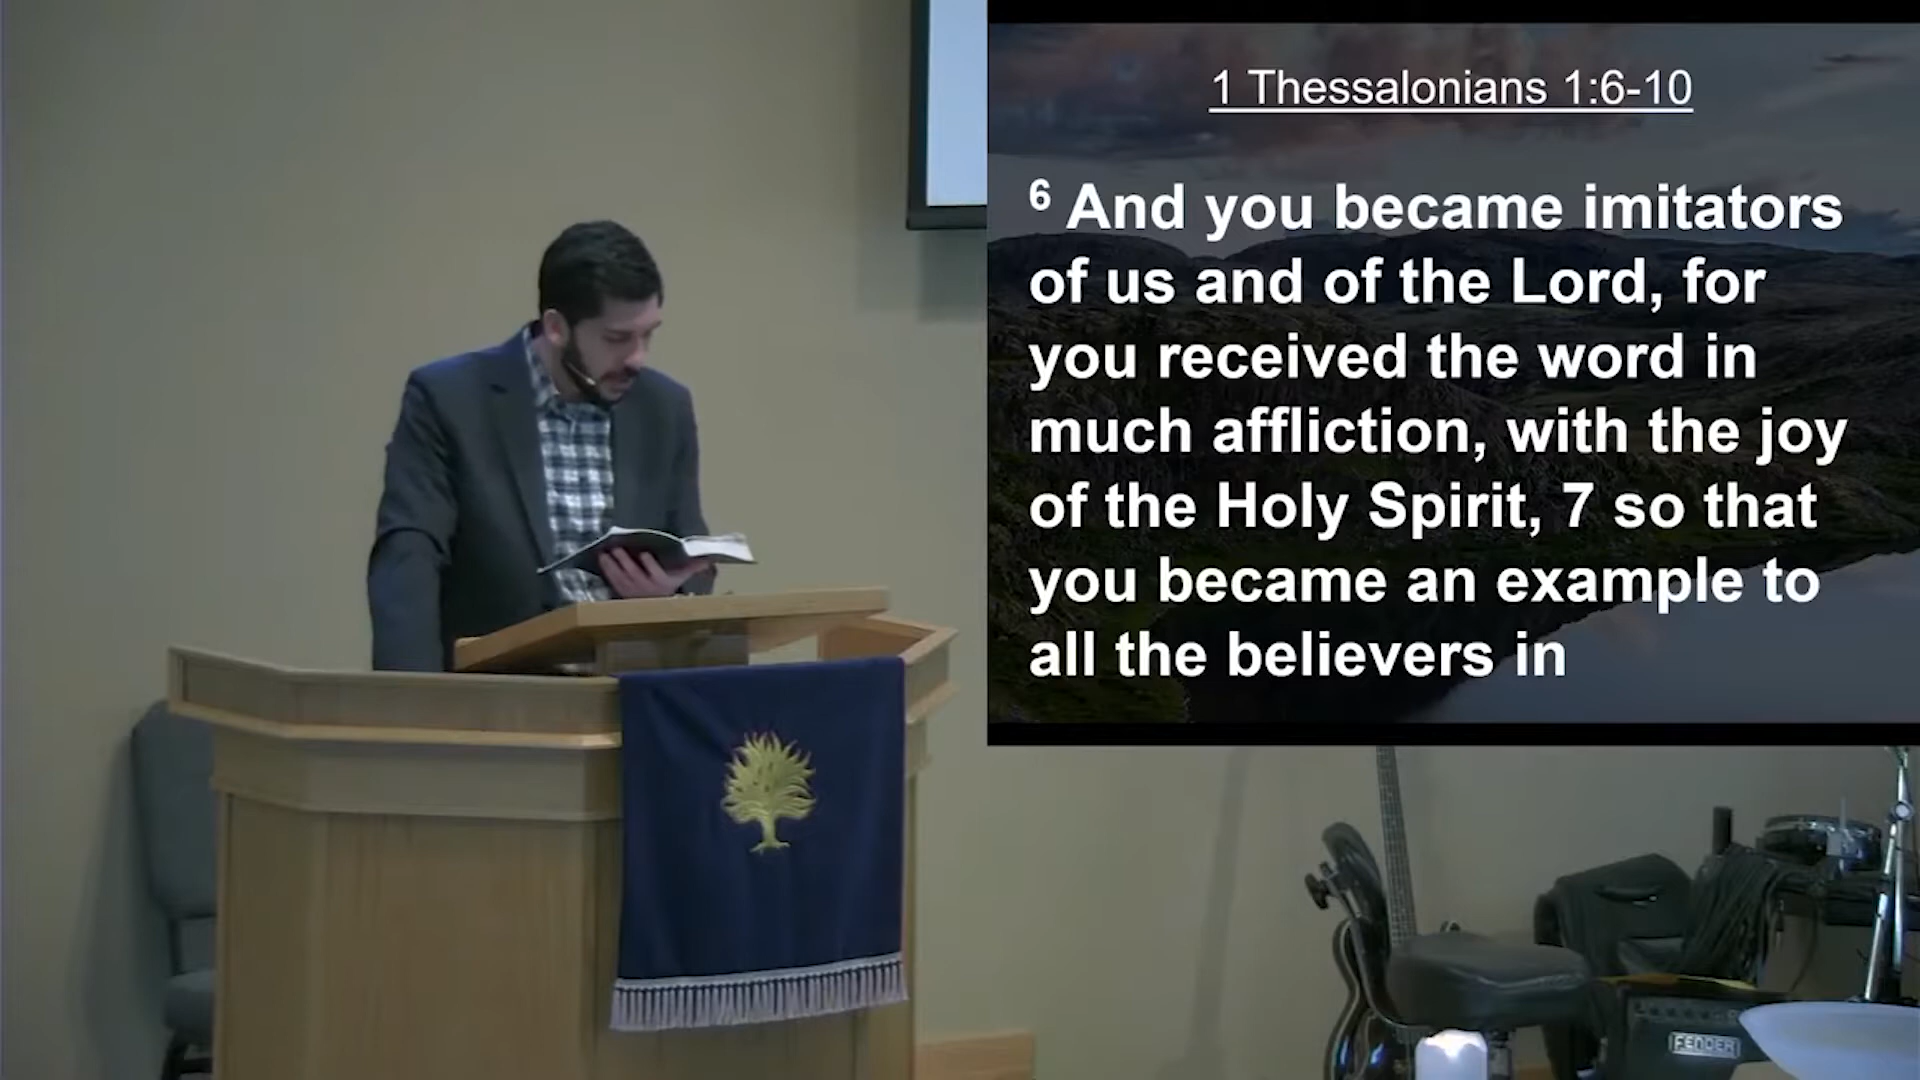 1 Thessalonians 1:6-10
6 And you became imitators
of us and of the Lord, for
you received the word in
much affliction, with the joy
of the Holy Spirit, 7 so that
you became an example to
all the believers in
FENDER